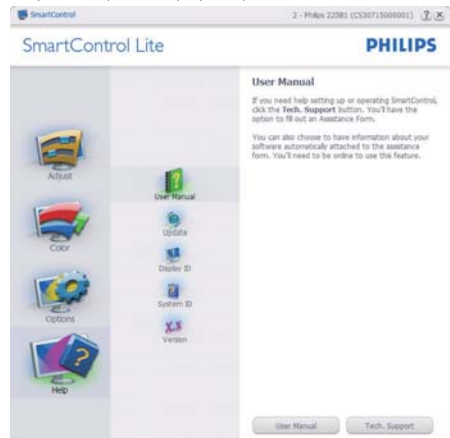 SmartControl
2 - Philips 225B1 (CS30715000001)
SmartControl Lite
PHILIPS
Adjust
Color
Options
Help
User Manual
Update
Display ID
System ID
X.X
Version
User Manual
If you need help setting up or operating SmartControl,
click the Tech. Support button. You'll have the
option to fill out an Assistance Form.
You can also choose to have information about your
software automatically attached to the assistance
form. You'll need to be online to use this feature.
User Manual
Tech. Support